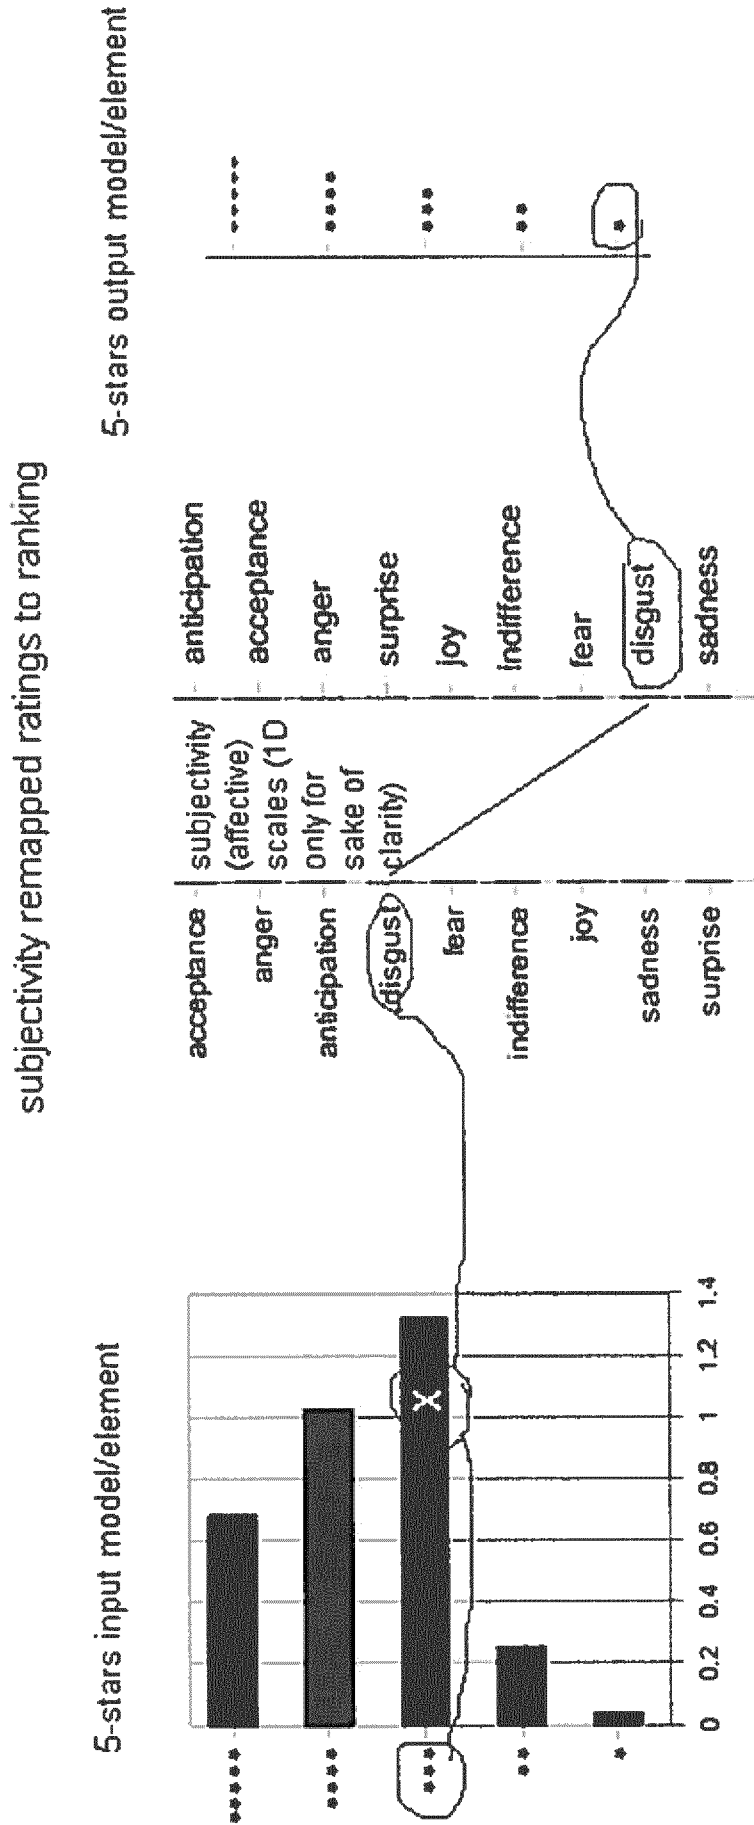 subjectivity remapped ratings to ranking
5-stars input model/element
5-stars output model/element
*****
****
***
**
*
X
0
0.2
0.4
0.6
0.8
1
1.2
1.4
acceptance
anger
anticipation
disgust
fear
indifference
joy
sadness
surprise
subjectivity
(affective)
scales (1D
only for
sake of
clarity)
anticipation
acceptance
anger
surprise
joy
indifference
fear
disgust
sadness
*****
****
***
**
*